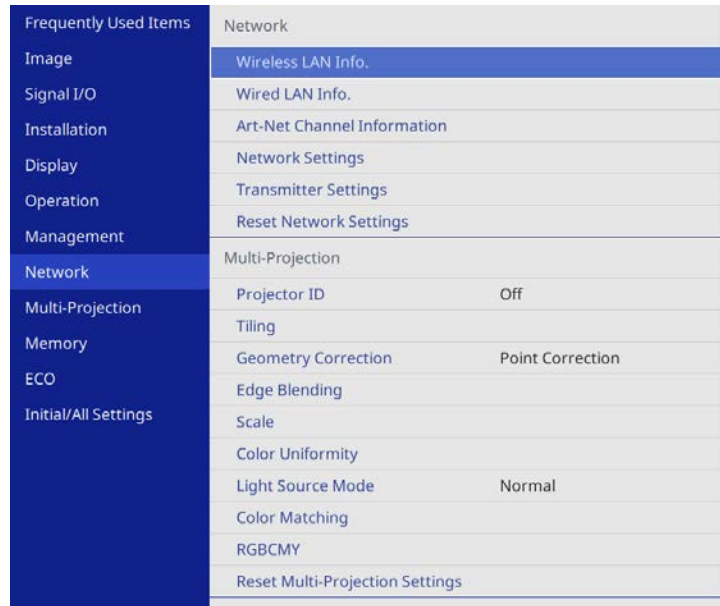 Frequently Used Items
Image
Signal I/O
Installation
Display
Operation
Management
Network
Multi-Projection
Memory
ECO
Initial/All Settings
Network
Wireless LAN Info.
Wired LAN Info.
Art-Net Channel Information
Network Settings
Transmitter Settings
Reset Network Settings
Multi-Projection
Projector ID Off
Tiling
Geometry Correction Point Correction
Edge Blending
Scale
Color Uniformity
Light Source Mode Normal
Color Matching
RGBCMY
Reset Multi-Projection Settings